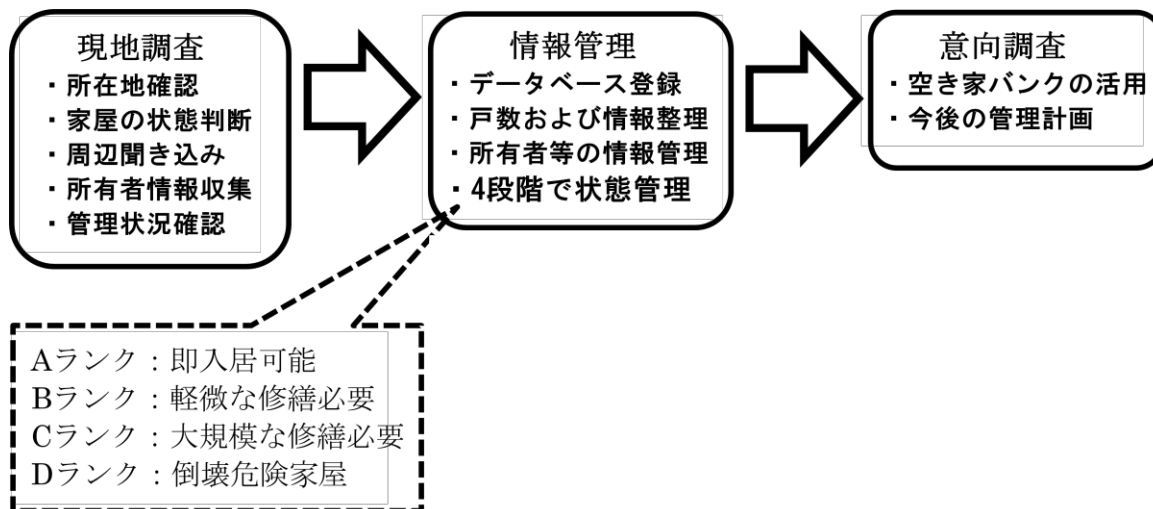 現地調査
・所在地確認
・家屋の状態判断
・周辺聞き込み
・所有者情報収集
・管理状況確認
情報管理
・データベース登録
・戸数および情報整理
・所有者等の情報管理
・4段階で状態管理
意向調査
・空き家バンクの活用
・今後の管理計画
Aランク：即入居可能
Bランク：軽微な修繕必要
Cランク：大規模な修繕必要
Dランク：倒壊危険家屋